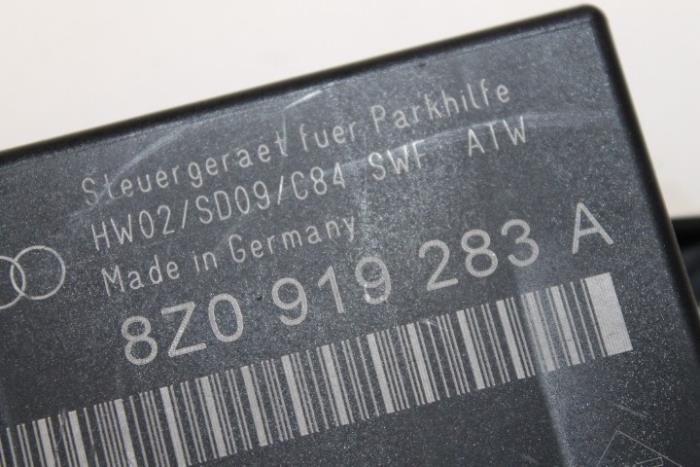 Steuergeraet fuer Parkhilfe
HW02/SD09/C84 SWF ATW
Made in Germany
8Z0 919 283 A